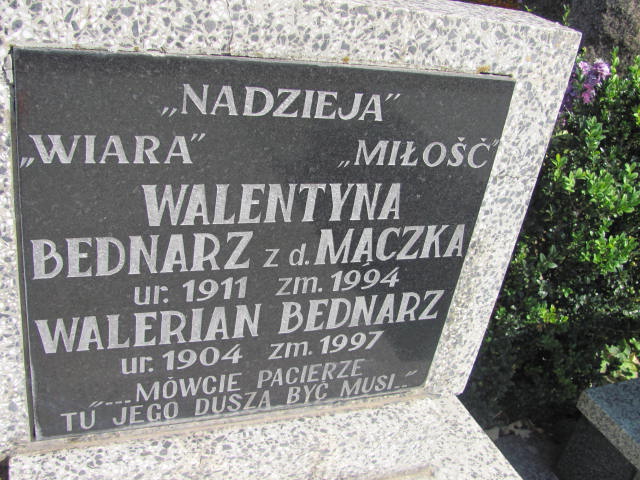 „NADZIEJA”
„WIARA” „MIŁOŚĆ”
WALENTYNA
BEDNARZ z d. MĄCZKA
ur. 1911 zm. 1994
WALERIAN BEDNARZ
ur. 1904 zm. 1997
"....MÓWCIE PACIERZE
TU JEGO DUSZA BYĆ MUSI..."